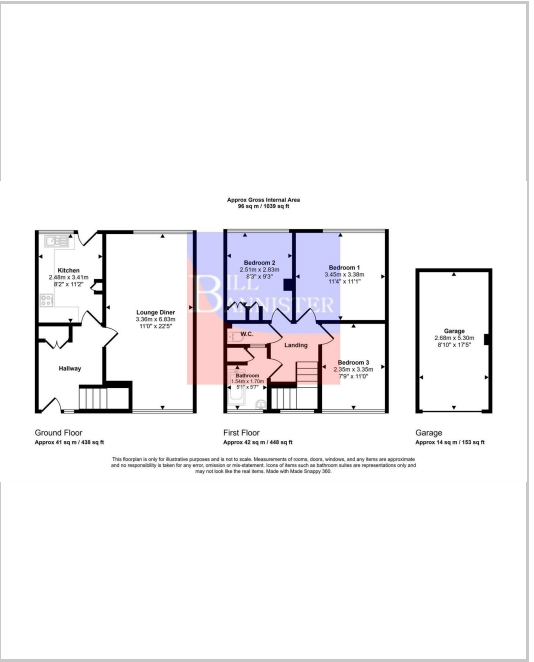 Approx Gross Internal Area
96 sq m / 1039 sq ft
Kitchen
2.48m x 3.41m
8'2" x 11'2"
Lounge Diner
3.36m x 6.83m
11'0" x 22'5"
Hallway
Bedroom 2
2.51m x 2.83m
8'3" x 9'3"
Bedroom 1
3.45m x 3.38m
11'4" x 11'1"
BILL
BANNISTER
W.C.
Landing
Bathroom
1.54m x 1.70m
5'1" x 5'7"
Bedroom 3
2.35m x 3.35m
7'9" x 11'0"
Garage
2.68m x 5.30m
8'10" x 17'5"
Ground Floor
Approx 41 sq m / 438 sq ft
First Floor
Approx 42 sq m / 448 sq ft
Garage
Approx 14 sq m / 153 sq ft
This floorplan is only for illustrative purposes and is not to scale. Measurements of rooms, doors, windows, and any items are approximate
and no responsibility is taken for any error, omission or mis-statement. Icons of items such as bathroom suites are representations only and
may not look like the real items. Made with Made Snappy 360.